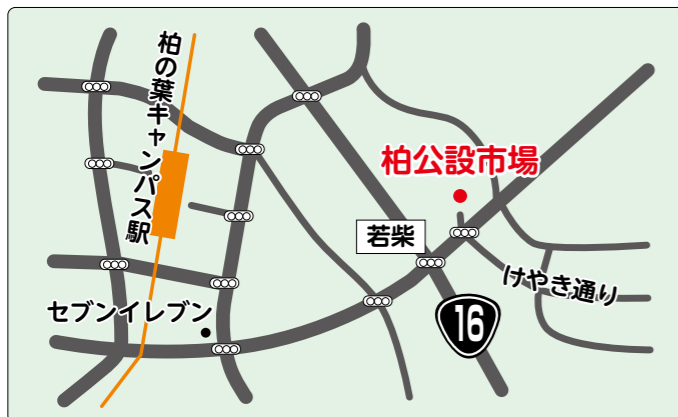 柏の葉キャンパス駅
柏公設市場
若柴
けやき通り
セブンイレブン
16